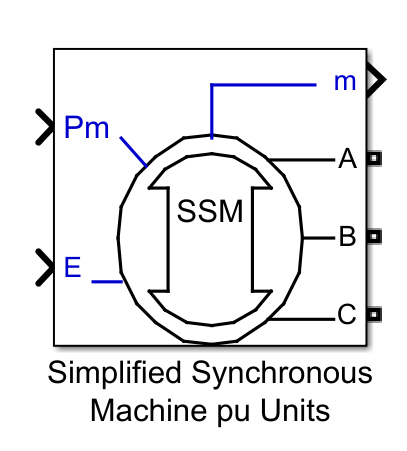 m
Pm
A
SSM
B
E
C
Simplified Synchronous
Machine pu Units